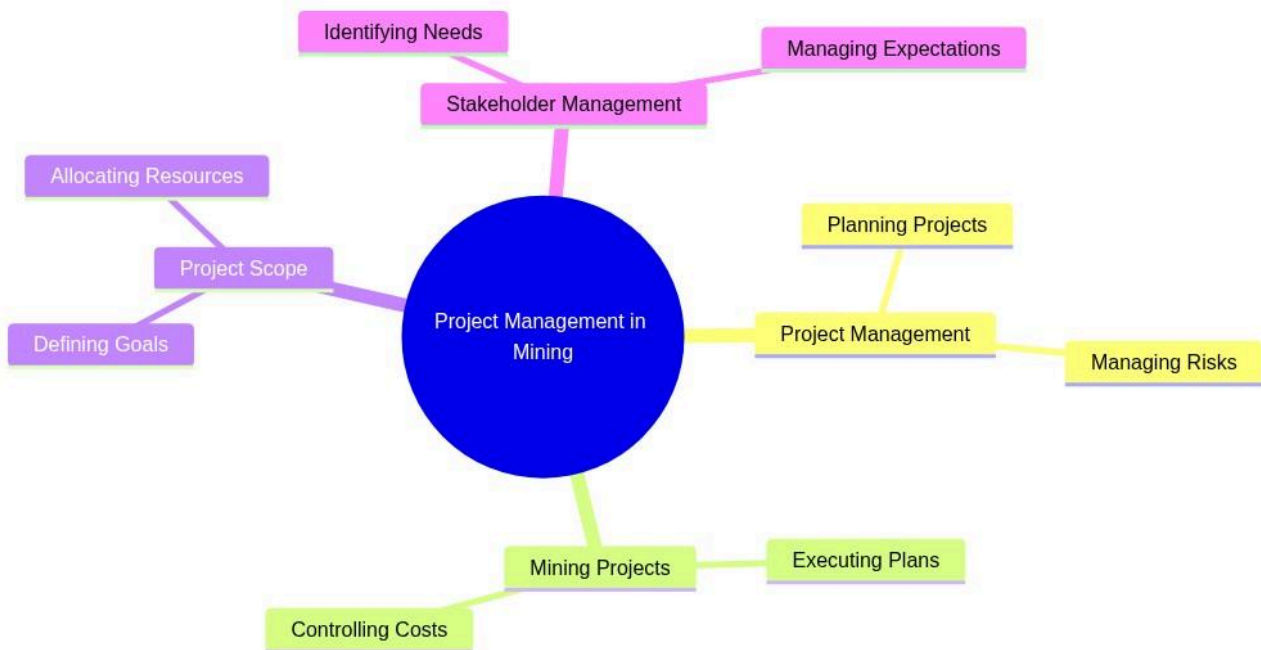 Identifying Needs
Managing Expectations
Stakeholder Management
Allocating Resources
Planning Projects
Project Scope
Project Management in
Mining
Defining Goals
Project Management
Managing Risks
Mining Projects
Executing Plans
Controlling Costs